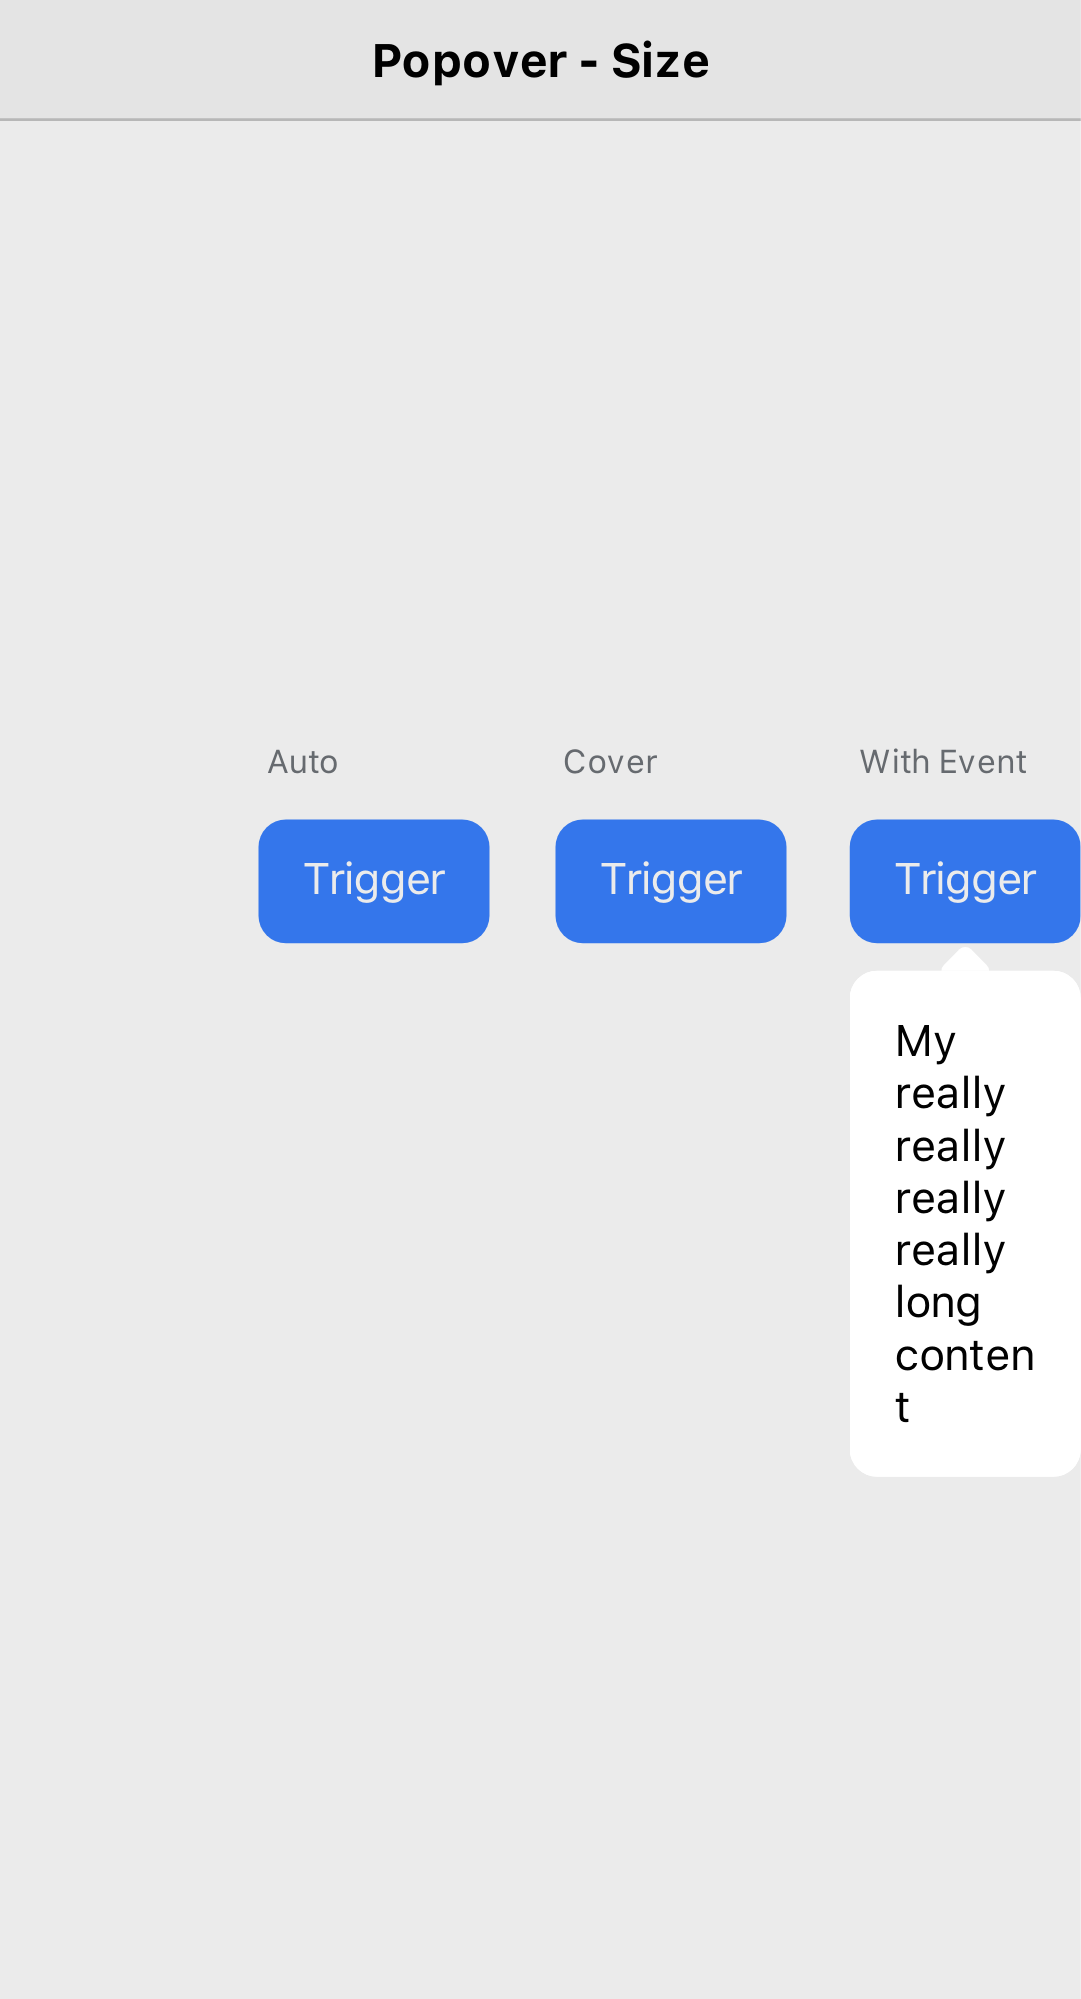 Popover - Size
Auto
Cover
With Event
Trigger
Trigger
Trigger
My
really
really
really
really
long
conten
t